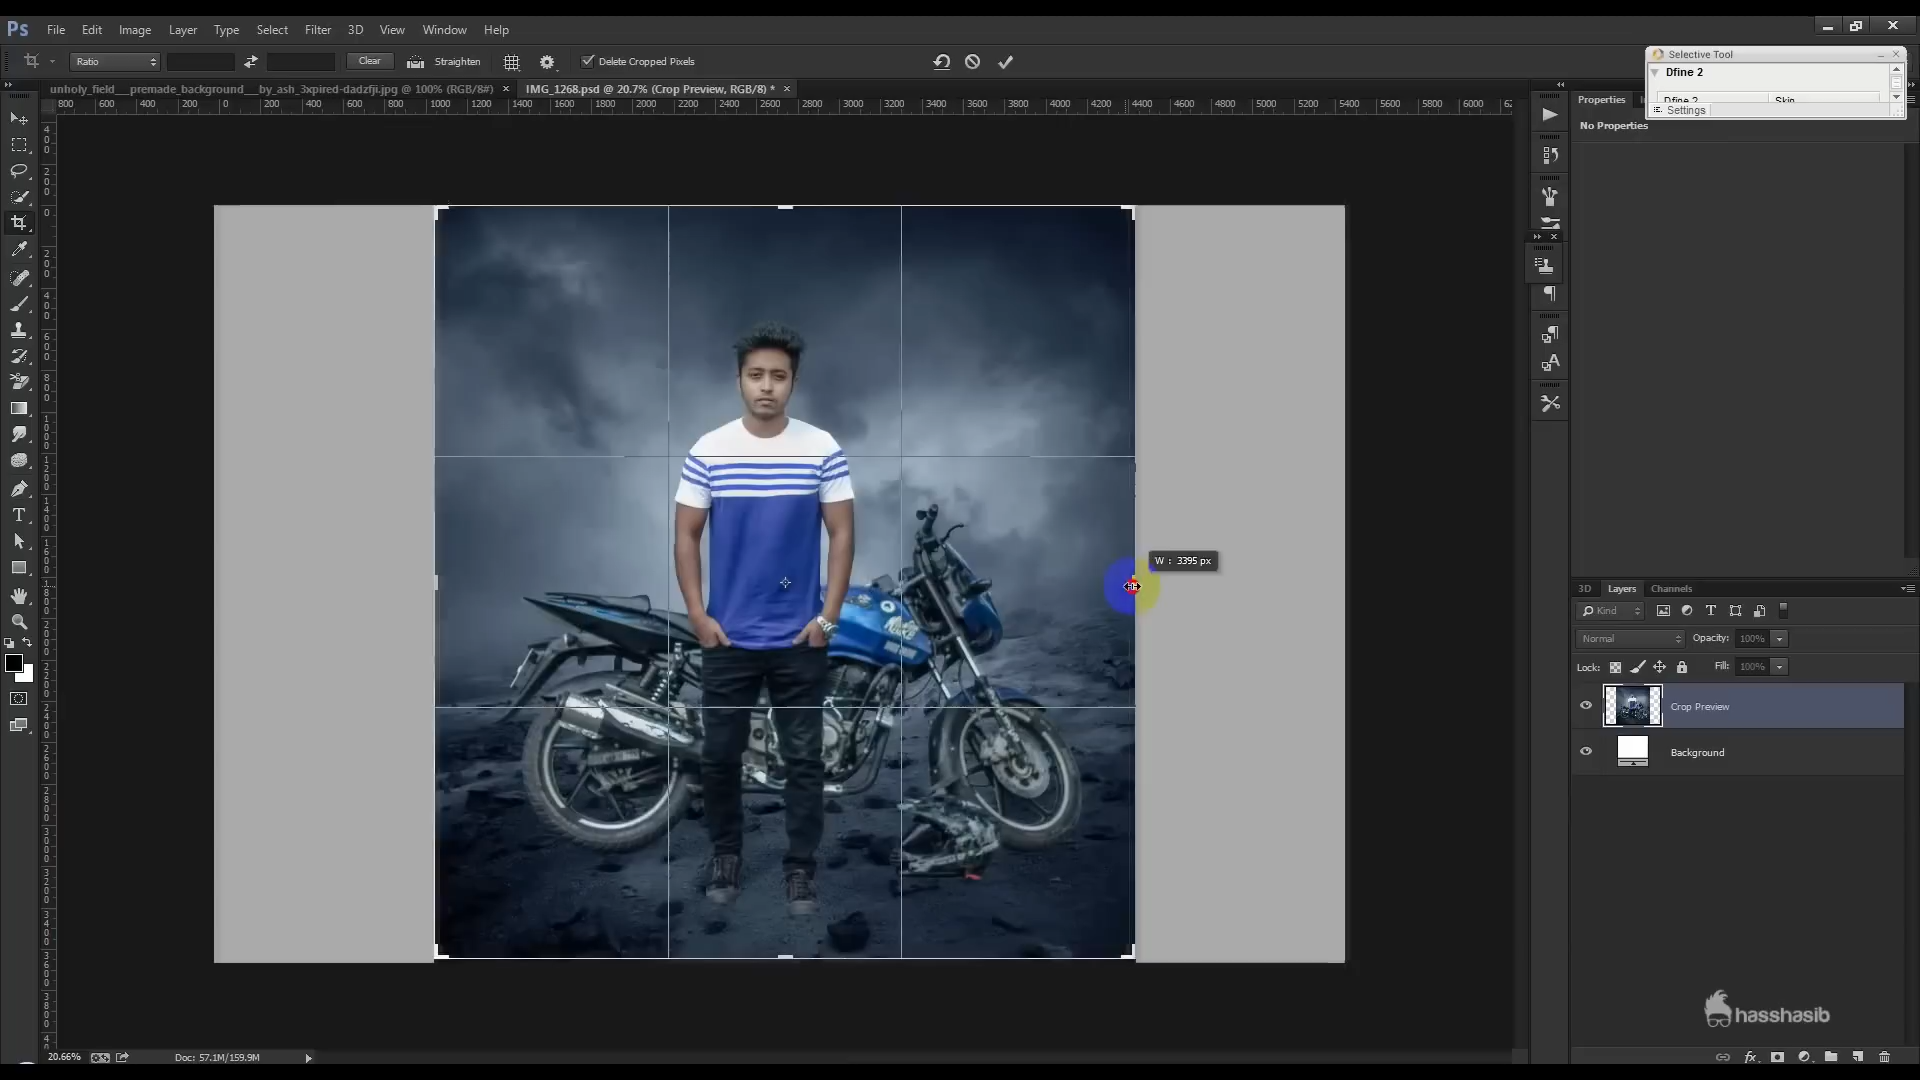 Ps File Edit Image Layer Type Select Filter 3D View Window Help
Ratio Clear Straighten Delete Cropped Pixels
Selective Tool
Dfine 2
Dfine 2 Skin
Settings
unholy_field__premade_background__by_ash_3xpired-dadzfji.jpg @ 100% (RGB/8#) × IMG_1268.psd @ 20.7% (Crop Preview, RGB/8) * ×
800 600 400 200 0 200 400 600 800 1000 1200 1400 1600 1800 2000 2200 2400 2600 2800 3000 3200 3400 3600 3800 4000 4200 4400 4600 4800 5000 5200 5400 5600 5800 6000
Properties
No Properties
W : 3395 px
3D Layers Channels
Kind
Normal Opacity: 100%
Lock: Fill: 100%
Crop Preview
Background
hasshasib
20.66% Doc: 57.1M/159.9M